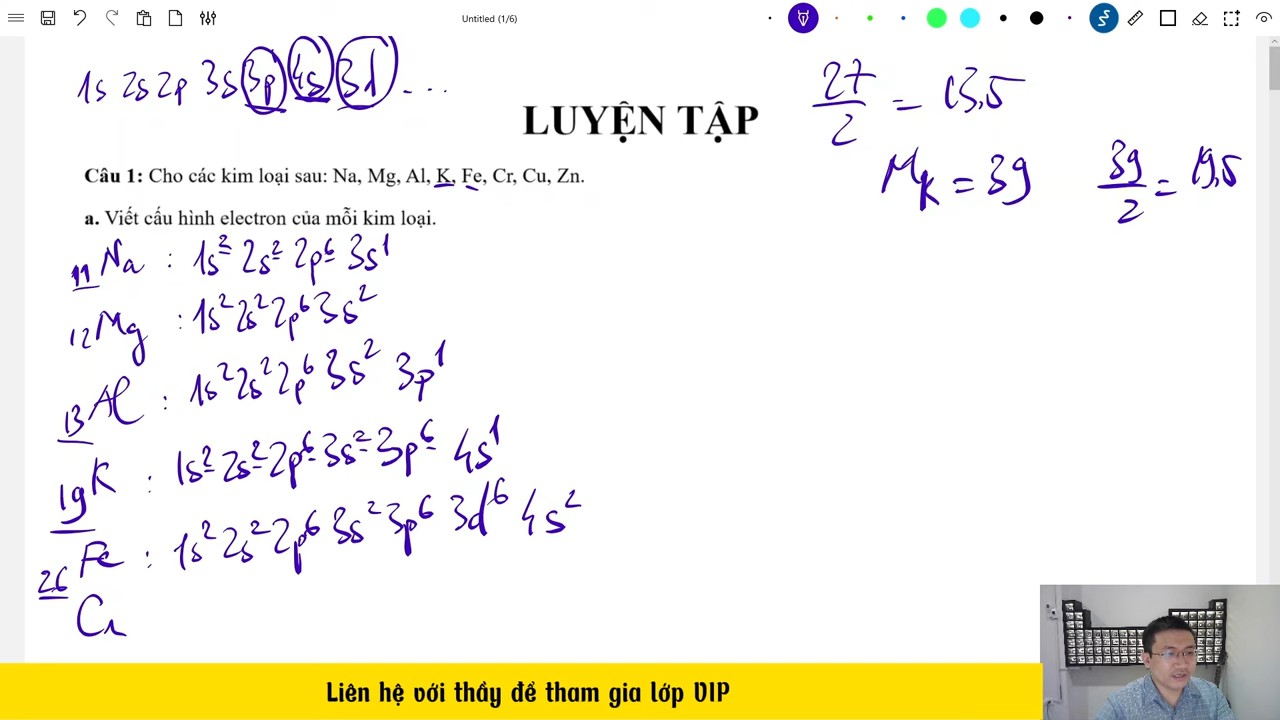 Untitled (1/6)
1s 2s 2p 3s 3p 4s 3d ...
27/2 = 13,5
LUYỆN TẬP
M_K = 39 39/2 = 19,5
Câu 1: Cho các kim loại sau: Na, Mg, Al, K, Fe, Cr, Cu, Zn.
a. Viết cấu hình electron của mỗi kim loại.
₁₁Na : 1s² 2s² 2p⁶ 3s¹
₁₂Mg : 1s² 2s² 2p⁶ 3s²
₁₃Al : 1s² 2s² 2p⁶ 3s² 3p¹
₁₉K : 1s² 2s² 2p⁶ 3s² 3p⁶ 4s¹
₂₆Fe : 1s² 2s² 2p⁶ 3s² 3p⁶ 3d⁶ 4s²
Cr
Liên hệ với thầy để tham gia lớp VIP